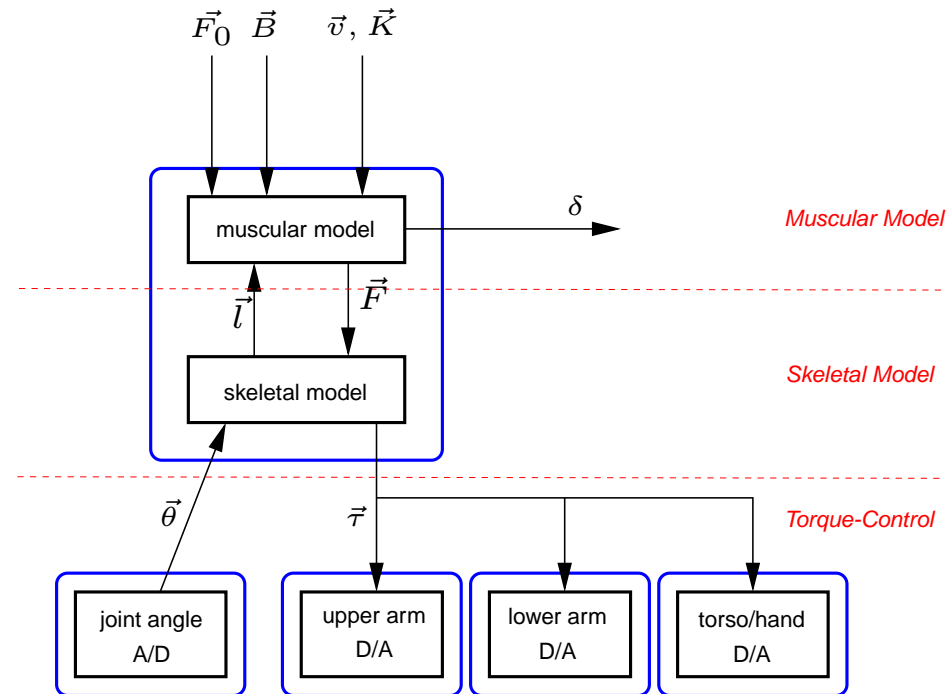 F⃗₀ B⃗ v⃗, K⃗
δ
muscular model
Muscular Model
l⃗ F⃗
skeletal model
Skeletal Model
θ⃗ τ⃗
Torque-Control
joint angle
A/D
upper arm
D/A
lower arm
D/A
torso/hand
D/A